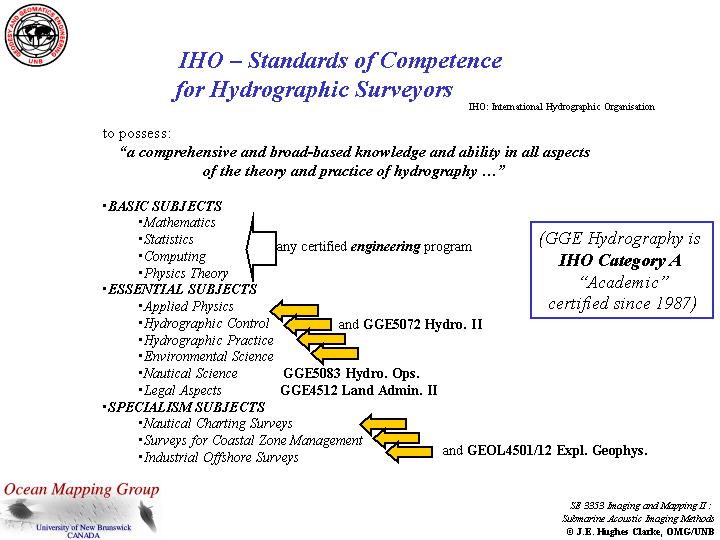 GEODESY AND GEOMATICS ENGINEERING
UNB
IHO – Standards of Competence
for Hydrographic Surveyors
IHO: International Hydrographic Organisation
to possess:
“a comprehensive and broad-based knowledge and ability in all aspects
of the theory and practice of hydrography …”
•BASIC SUBJECTS
•Mathematics
•Statistics
•Computing
•Physics Theory
any certified engineering program
(GGE Hydrography is
IHO Category A
“Academic”
certified since 1987)
•ESSENTIAL SUBJECTS
•Applied Physics
•Hydrographic Control and GGE5072 Hydro. II
•Hydrographic Practice
•Environmental Science
•Nautical Science GGE5083 Hydro. Ops.
•Legal Aspects GGE4512 Land Admin. II
•SPECIALISM SUBJECTS
•Nautical Charting Surveys
•Surveys for Coastal Zone Management
•Industrial Offshore Surveys
and GEOL4501/12 Expl. Geophys.
Ocean Mapping Group
University of New Brunswick
CANADA
SE 3353 Imaging and Mapping II :
Submarine Acoustic Imaging Methods
© J.E. Hughes Clarke, OMG/UNB